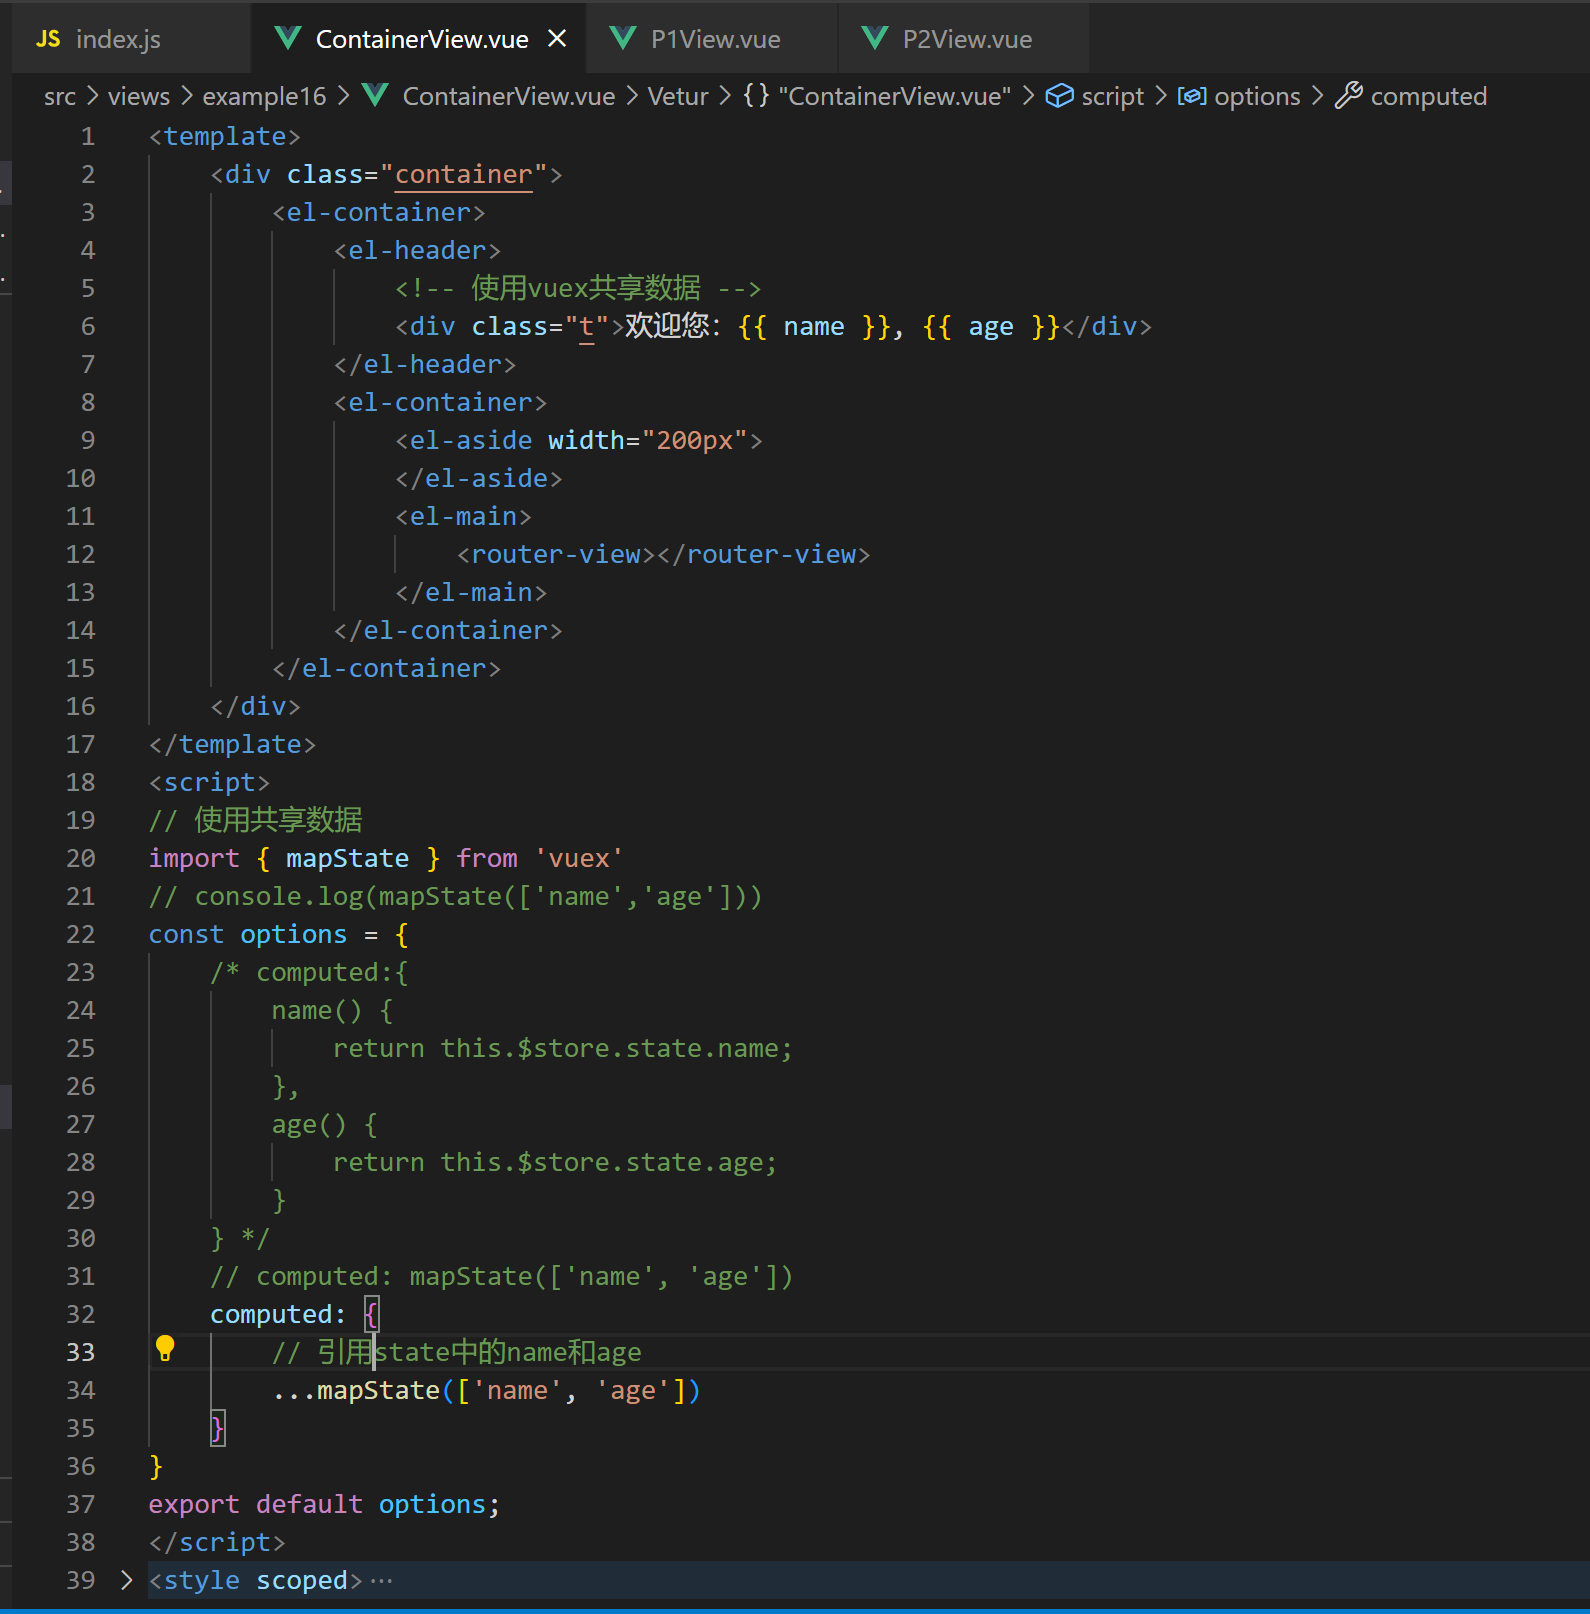 JS index.js ContainerView.vue × P1View.vue P2View.vue
src > views > example16 > ContainerView.vue > Vetur > {} "ContainerView.vue" > script > options > computed
1 <template>
2     <div class="container">
3         <el-container>
4             <el-header>
5                 <!-- 使用vuex共享数据 -->
6                 <div class="t">欢迎您: {{ name }}, {{ age }}</div>
7             </el-header>
8             <el-container>
9                 <el-aside width="200px">
10                 </el-aside>
11                 <el-main>
12                     <router-view></router-view>
13                 </el-main>
14             </el-container>
15         </el-container>
16     </div>
17 </template>
18 <script>
19 // 使用共享数据
20 import { mapState } from 'vuex'
21 // console.log(mapState(['name','age']))
22 const options = {
23     /* computed:{
24         name() {
25             return this.$store.state.name;
26         },
27         age() {
28             return this.$store.state.age;
29         }
30     } */
31     // computed: mapState(['name', 'age'])
32     computed: {
33         // 引用state中的name和age
34         ...mapState(['name', 'age'])
35     }
36 }
37 export default options;
38 </script>
39 > <style scoped>···